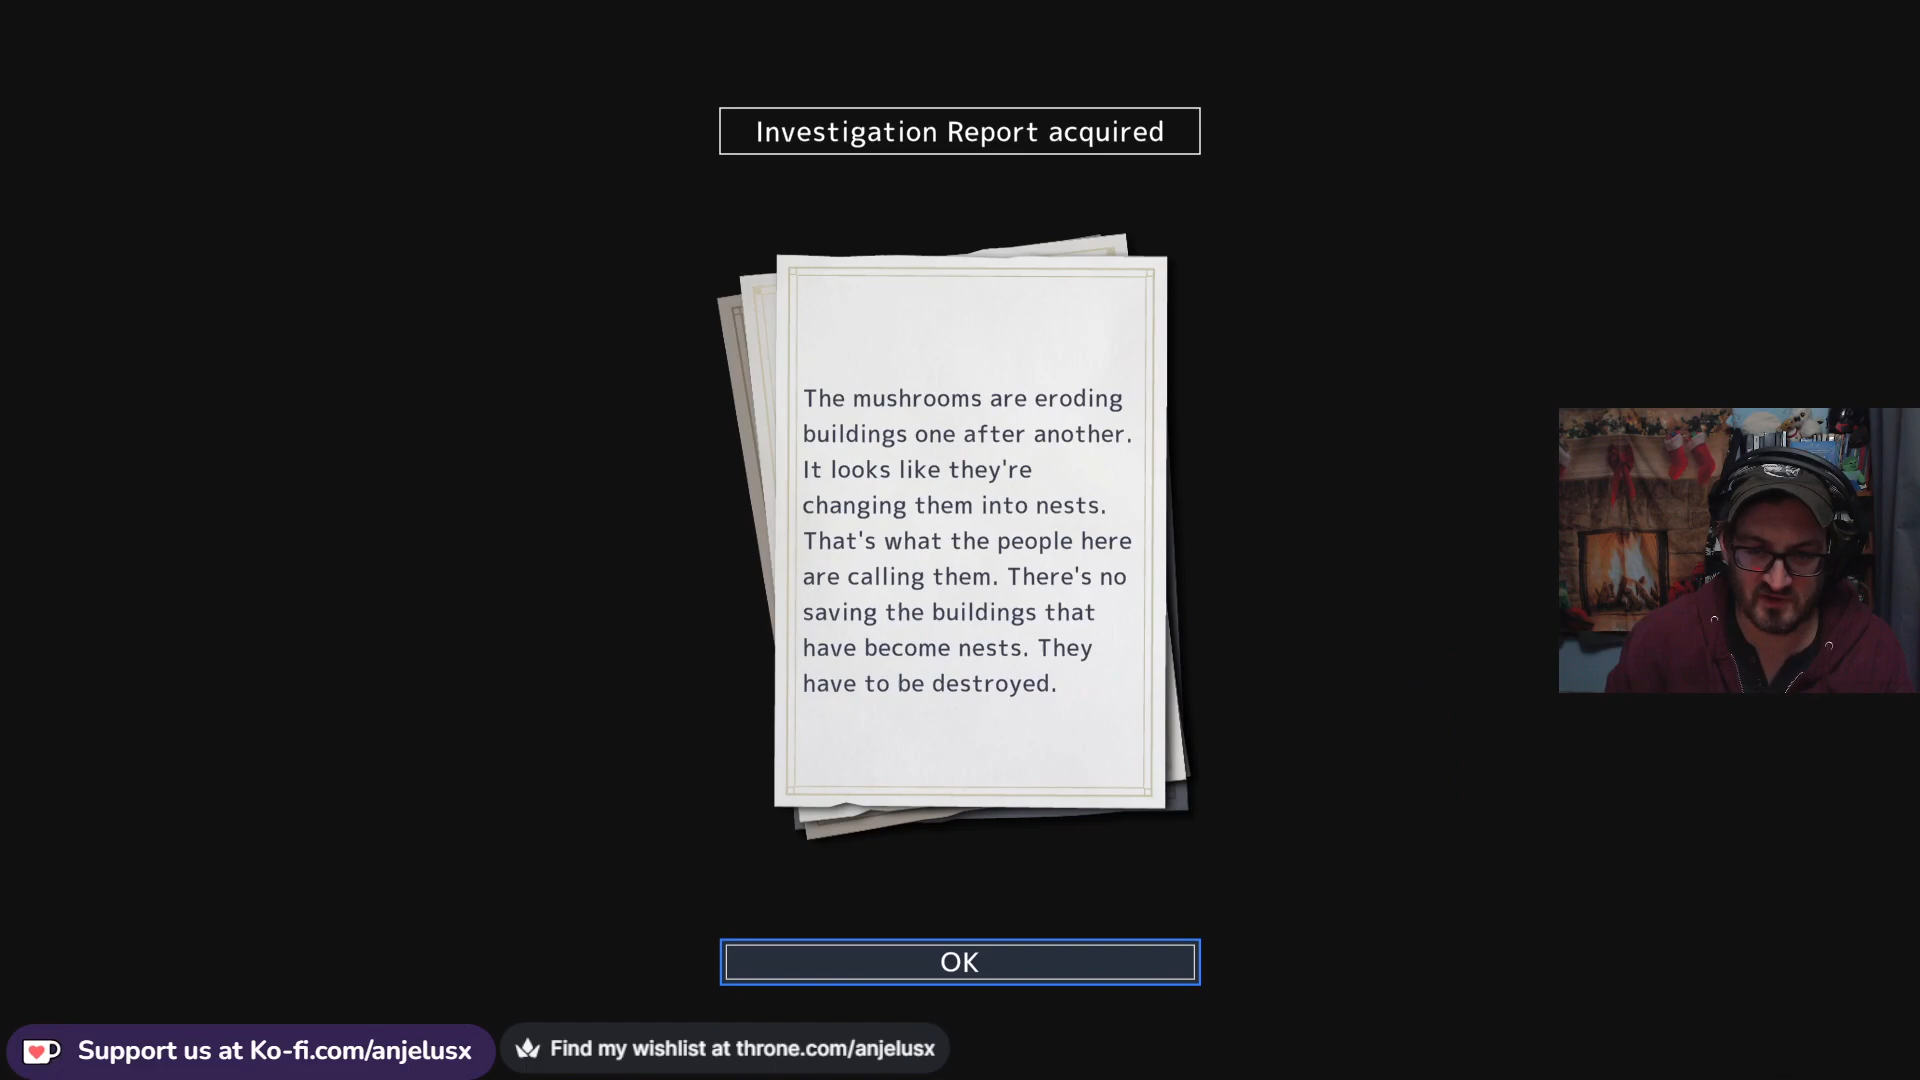 Investigation Report acquired
The mushrooms are eroding
buildings one after another.
It looks like they're
changing them into nests.
That's what the people here
are calling them. There's no
saving the buildings that
have become nests. They
have to be destroyed.
OK
Support us at Ko-fi.com/anjelusx
Find my wishlist at throne.com/anjelusx